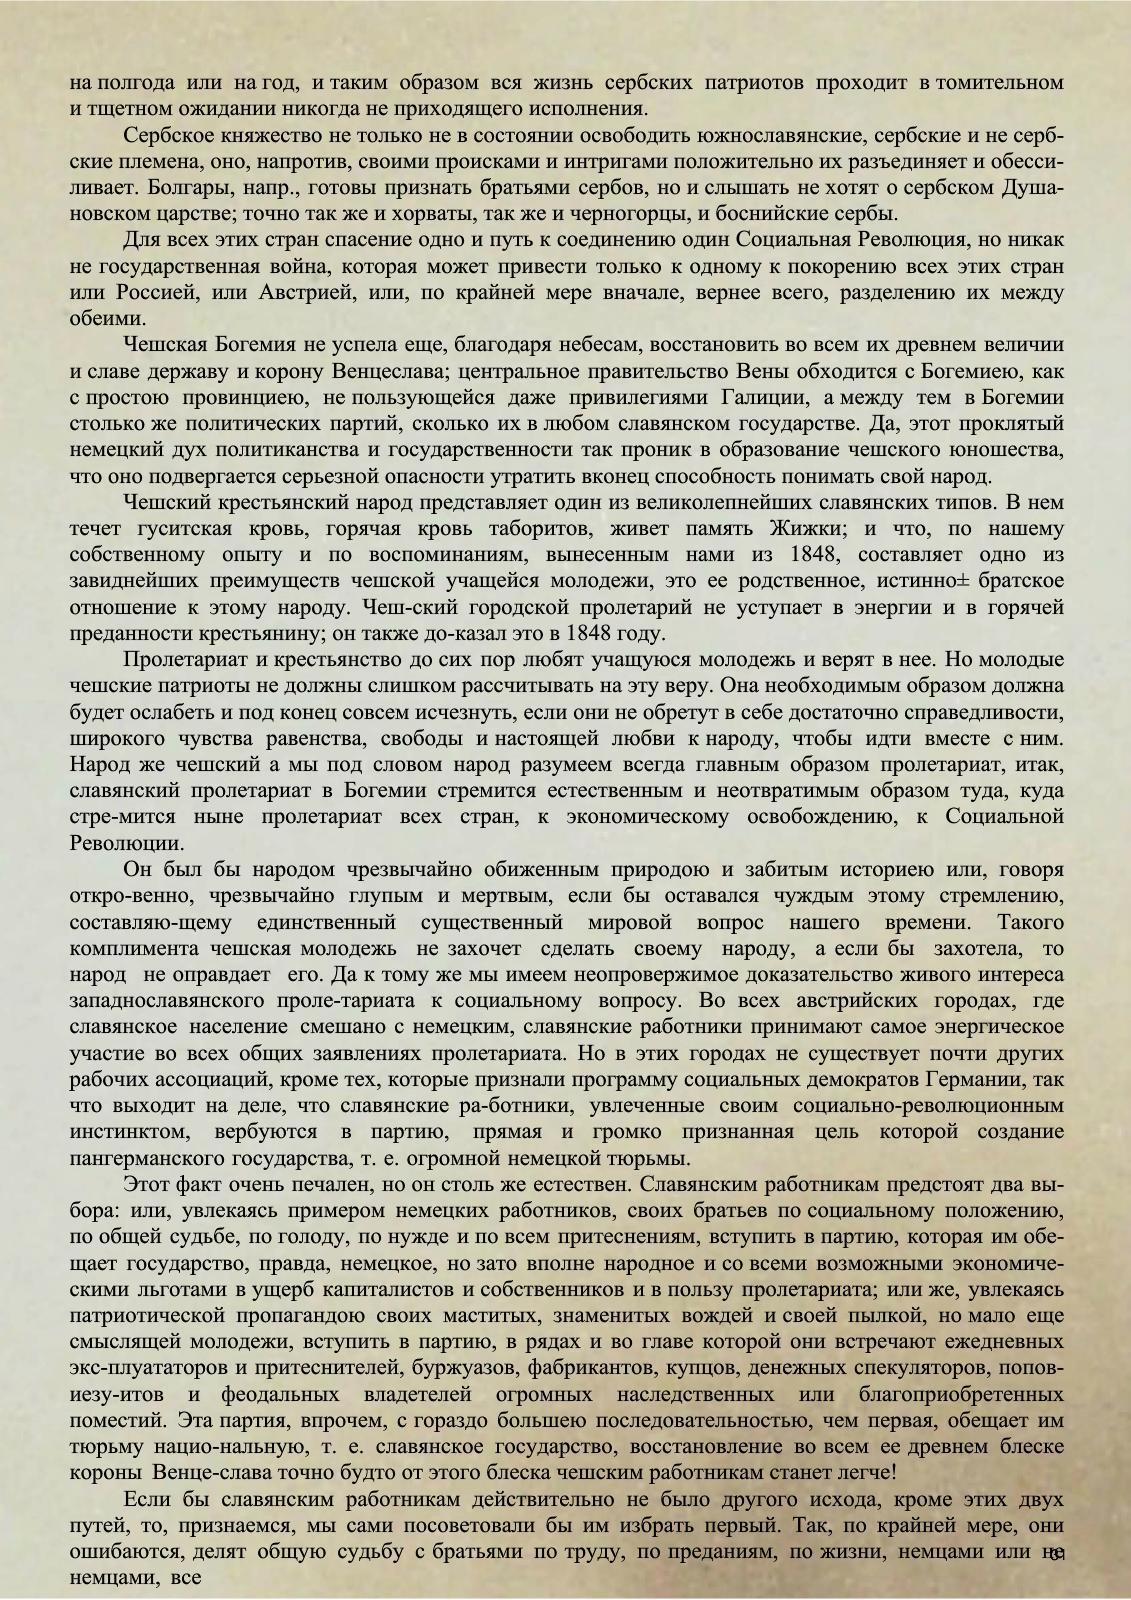 на полгода или на год, и таким образом вся жизнь сербских патриотов проходит в томительном
и тщетном ожидании никогда не приходящего исполнения.
Сербское княжество не только не в состоянии освободить южнославянские, сербские и не серб-
ские племена, оно, напротив, своими происками и интригами положительно их разъединяет и обесси-
ливает. Болгары, напр., готовы признать братьями сербов, но и слышать не хотят о сербском Душа-
новском царстве; точно так же и хорваты, так же и черногорцы, и боснийские сербы.
Для всех этих стран спасение одно и путь к соединению один Социальная Революция, но никак
не государственная война, которая может привести только к одному к покорению всех этих стран
или Россией, или Австрией, или, по крайней мере вначале, вернее всего, разделению их между
обеими.
Чешская Богемия не успела еще, благодаря небесам, восстановить во всем их древнем величии
и славе державу и корону Венцеслава; центральное правительство Вены обходится с Богемиею, как
с простою провинциею, не пользующейся даже привилегиями Галиции, а между тем в Богемии
столько же политических партий, сколько их в любом славянском государстве. Да, этот проклятый
немецкий дух политиканства и государственности так проник в образование чешского юношества,
что оно подвергается серьезной опасности утратить вконец способность понимать свой народ.
Чешский крестьянский народ представляет один из великолепнейших славянских типов. В нем
течет гуситская кровь, горячая кровь таборитов, живет память Жижки; и что, по нашему
собственному опыту и по воспоминаниям, вынесенным нами из 1848, составляет одно из
завиднейших преимуществ чешской учащейся молодежи, это ее родственное, истинно± братское
отношение к этому народу. Чеш-ский городской пролетарий не уступает в энергии и в горячей
преданности крестьянину; он также до-казал это в 1848 году.
Пролетариат и крестьянство до сих пор любят учащуюся молодежь и верят в нее. Но молодые
чешские патриоты не должны слишком рассчитывать на эту веру. Она необходимым образом должна
будет ослабеть и под конец совсем исчезнуть, если они не обретут в себе достаточно справедливости,
широкого чувства равенства, свободы и настоящей любви к народу, чтобы идти вместе с ним.
Народ же чешский а мы под словом народ разумеем всегда главным образом пролетариат, итак,
славянский пролетариат в Богемии стремится естественным и неотвратимым образом туда, куда
стре-мится ныне пролетариат всех стран, к экономическому освобождению, к Социальной
Революции.
Он был бы народом чрезвычайно обиженным природою и забитым историею или, говоря
откро-венно, чрезвычайно глупым и мертвым, если бы оставался чуждым этому стремлению,
составляю-щему единственный существенный мировой вопрос нашего времени. Такого
комплимента чешская молодежь не захочет сделать своему народу, а если бы захотела, то
народ не оправдает его. Да к тому же мы имеем неопровержимое доказательство живого интереса
западнославянского проле-тариата к социальному вопросу. Во всех австрийских городах, где
славянское население смешано с немецким, славянские работники принимают самое энергическое
участие во всех общих заявлениях пролетариата. Но в этих городах не существует почти других
рабочих ассоциаций, кроме тех, которые признали программу социальных демократов Германии, так
что выходит на деле, что славянские ра-ботники, увлеченные своим социально-революционным
инстинктом, вербуются в партию, прямая и громко признанная цель которой создание
пангерманского государства, т. е. огромной немецкой тюрьмы.
Этот факт очень печален, но он столь же естествен. Славянским работникам предстоят два вы-
бора: или, увлекаясь примером немецких работников, своих братьев по социальному положению,
по общей судьбе, по голоду, по нужде и по всем притеснениям, вступить в партию, которая им обе-
щает государство, правда, немецкое, но зато вполне народное и со всеми возможными экономиче-
скими льготами в ущерб капиталистов и собственников и в пользу пролетариата; или же, увлекаясь
патриотической пропагандою своих маститых, знаменитых вождей и своей пылкой, но мало еще
смыслящей молодежи, вступить в партию, в рядах и во главе которой они встречают ежедневных
экс-плуататоров и притеснителей, буржуазов, фабрикантов, купцов, денежных спекуляторов, попов-
иезу-итов и феодальных владетелей огромных наследственных или благоприобретенных
поместий. Эта партия, впрочем, с гораздо большею последовательностью, чем первая, обещает им
тюрьму нацио-нальную, т. е. славянское государство, восстановление во всем ее древнем блеске
короны Венце-слава точно будто от этого блеска чешским работникам станет легче!
Если бы славянским работникам действительно не было другого исхода, кроме этих двух
путей, то, признаемся, мы сами посоветовали бы им избрать первый. Так, по крайней мере, они
ошибаются, делят общую судьбу с братьями по труду, по преданиям, по жизни, немцами или не
немцами, все